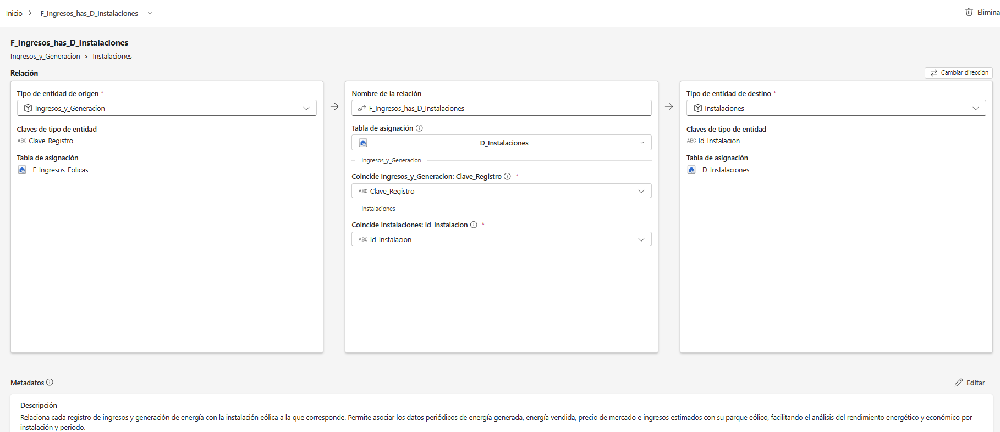 Inicio > F_Ingresos_has_D_Instalaciones
Elimina
F_Ingresos_has_D_Instalaciones
Ingresos_y_Generacion > Instalaciones
Relación
Cambiar dirección
Tipo de entidad de origen *
Ingresos_y_Generacion
Claves de tipo de entidad
ABC Clave_Registro
Tabla de asignación
F_Ingresos_Eolicas
Nombre de la relación
F_Ingresos_has_D_Instalaciones
Tabla de asignación
D_Instalaciones
Ingresos_y_Generacion
Coincide Ingresos_y_Generacion: Clave_Registro *
ABC Clave_Registro
Instalaciones
Coincide Instalaciones: Id_Instalacion *
ABC Id_Instalacion
Tipo de entidad de destino *
Instalaciones
Claves de tipo de entidad
ABC Id_Instalacion
Tabla de asignación
D_Instalaciones
Metadatos
Editar
Descripción
Relaciona cada registro de ingresos y generación de energía con la instalación eólica a la que corresponde. Permite asociar los datos periódicos de energía generada, energía vendida, precio de mercado e ingresos estimados con su parque eólico, facilitando el análisis del rendimiento energético y económico por
instalación y periodo.